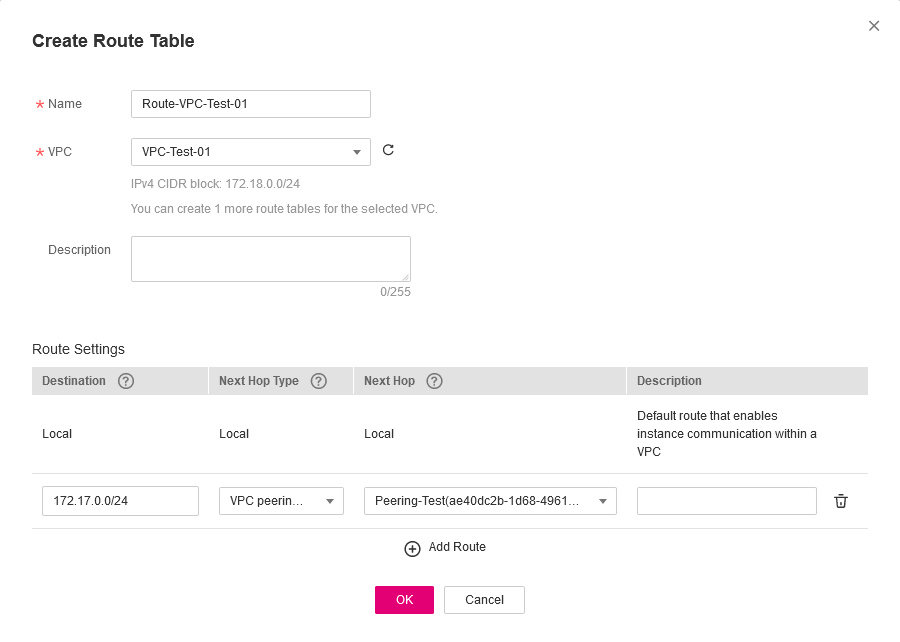 Create Route Table
* Name
Route-VPC-Test-01
* VPC
VPC-Test-01
IPv4 CIDR block: 172.18.0.0/24
You can create 1 more route tables for the selected VPC.
Description
0/255
Route Settings
Destination ? Next Hop Type ? Next Hop ? Description
Local Local Local Default route that enables
instance communication within a
VPC
172.17.0.0/24 VPC peerin... Peering-Test(ae40dc2b-1d68-4961...
Add Route
OK Cancel